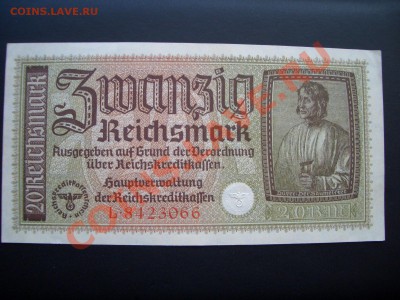 COINS.LAVE.RU
20 Reichsmark
Zwanzig
Reichsmark
Ausgegeben auf Grund der Verordnung
über Reichskreditkassen.
Hauptverwaltung
der Reichskreditkassen
L·8423066
COINS.LAVE.RU